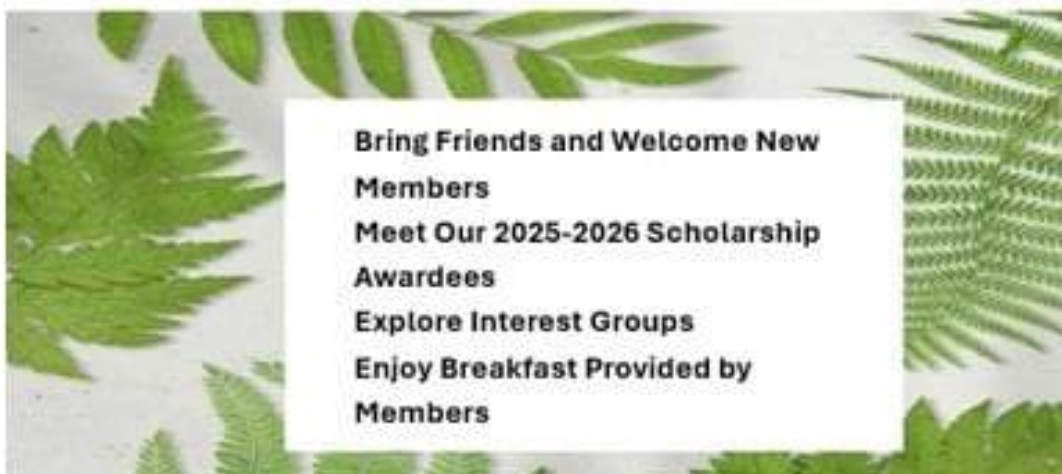 Bring Friends and Welcome New
Members
Meet Our 2025-2026 Scholarship
Awardees
Explore Interest Groups
Enjoy Breakfast Provided by
Members